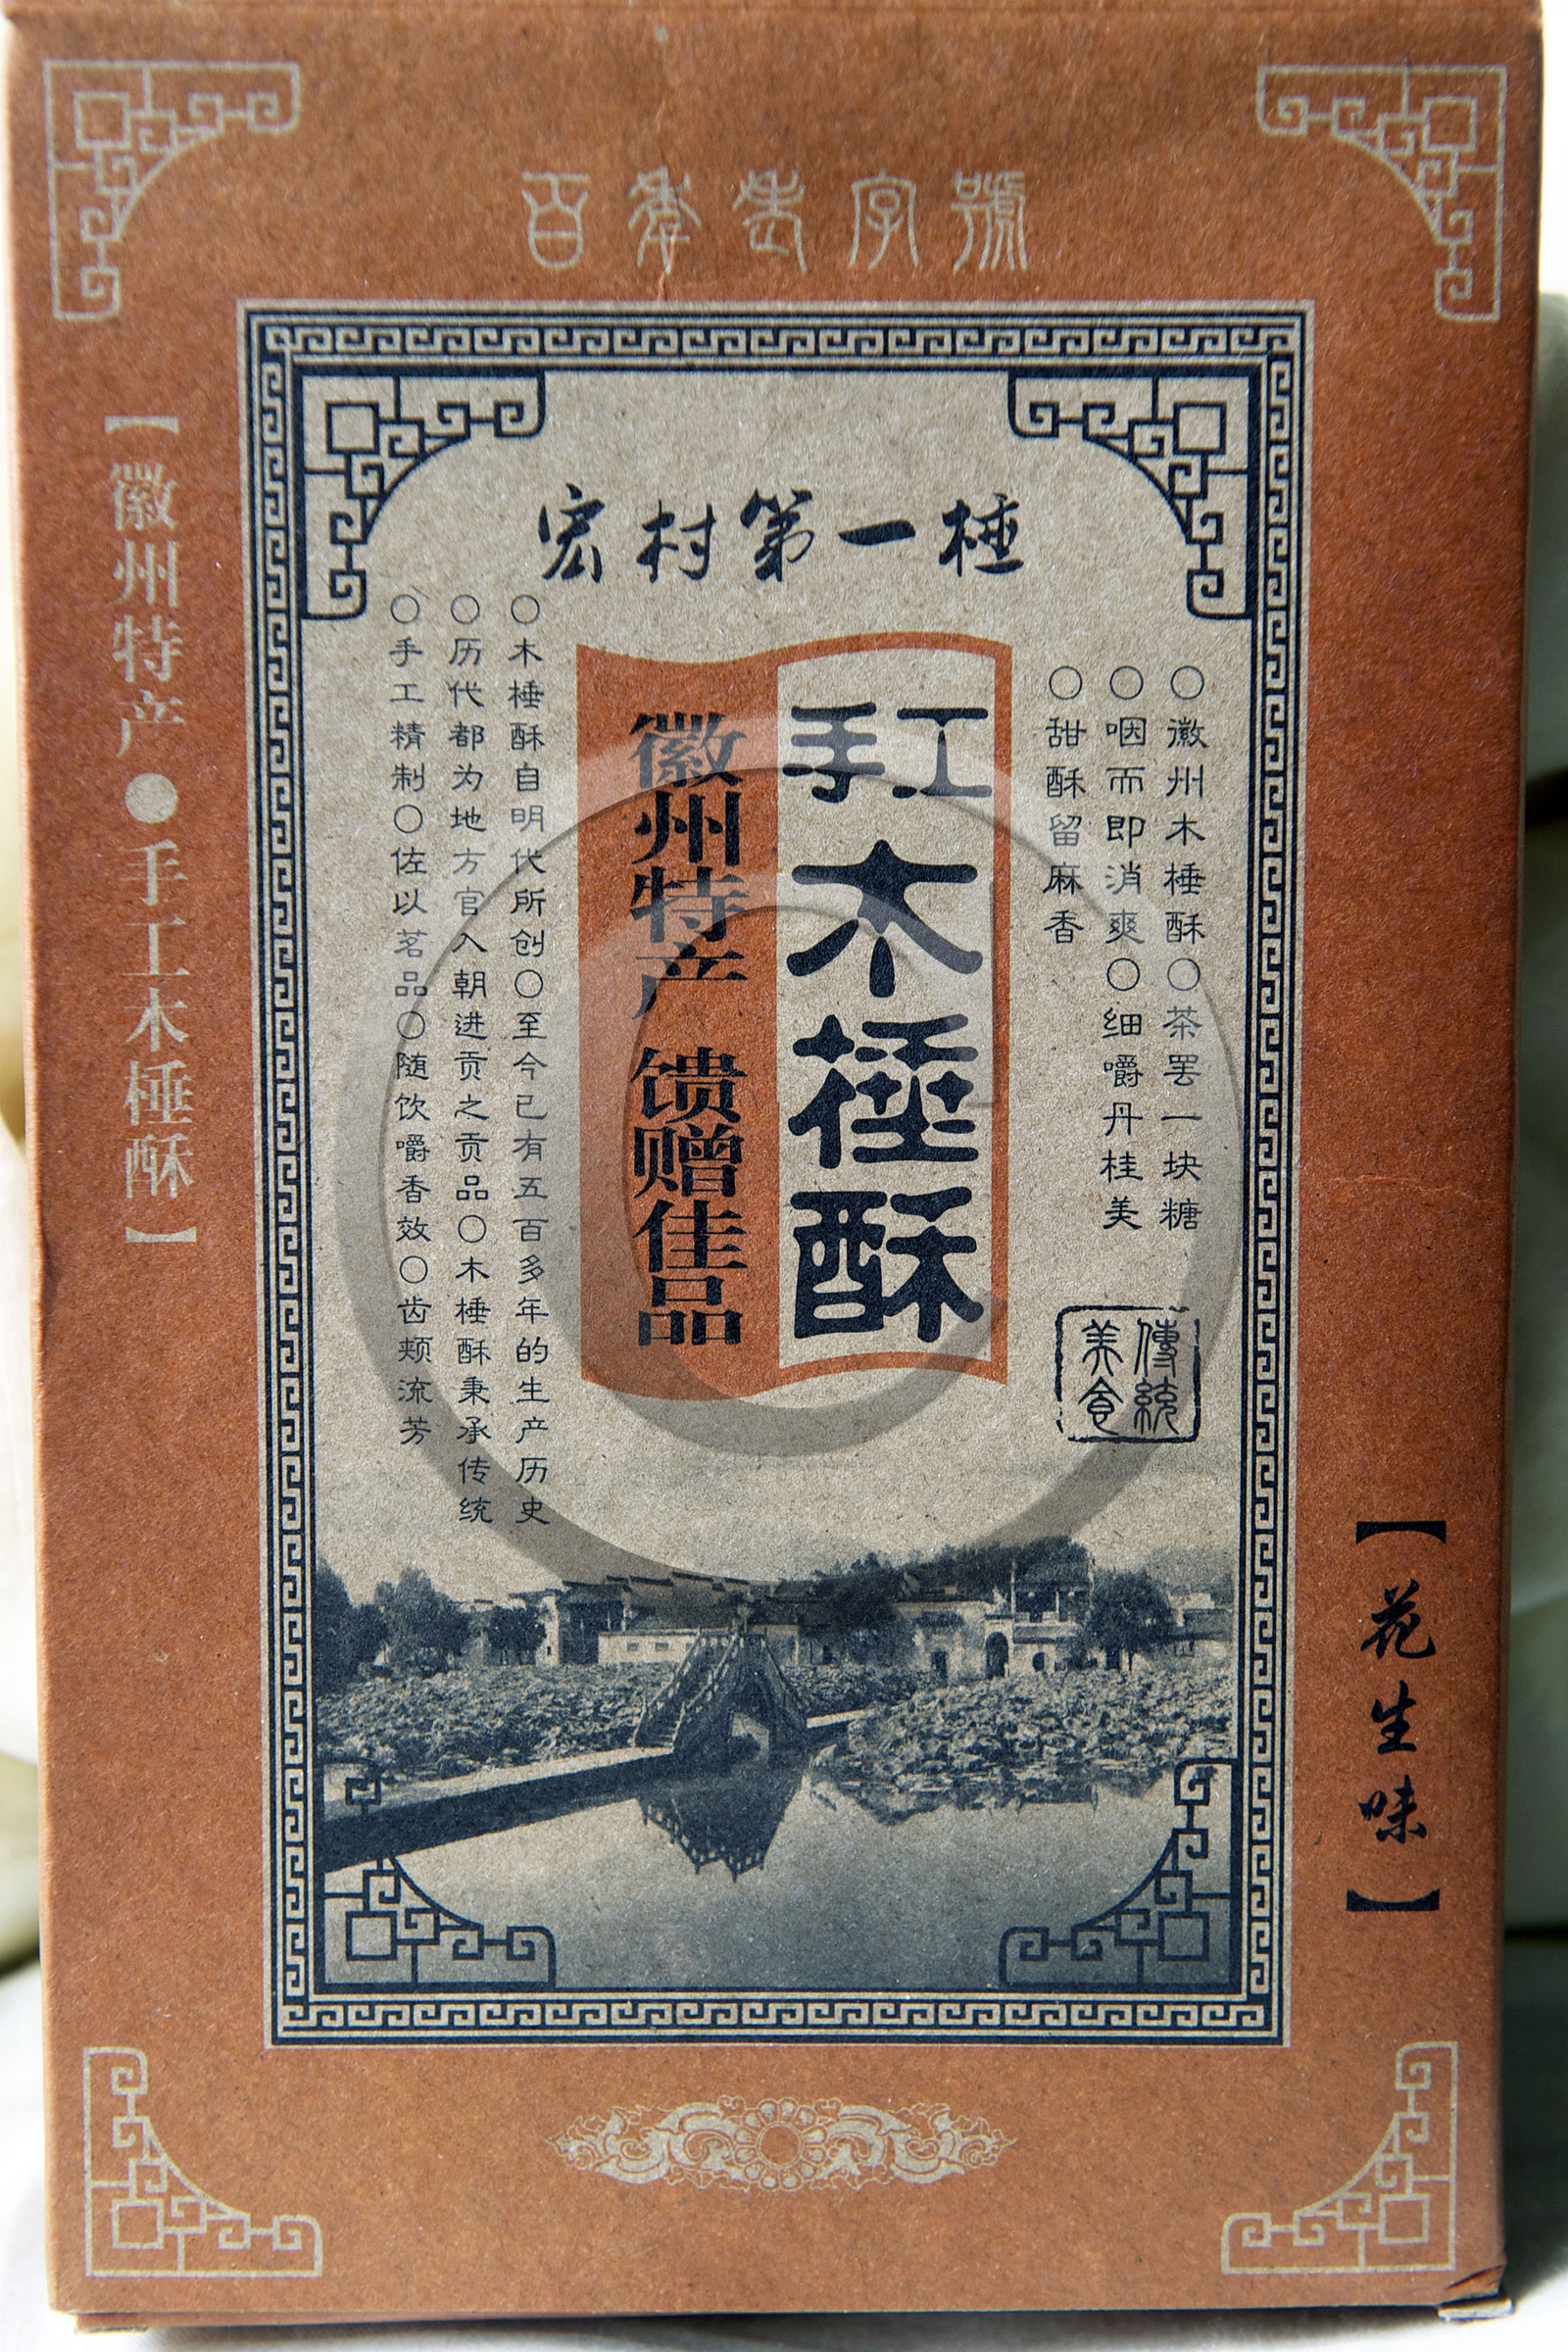 百年老字號
宏村第一棰
○徽州木棰酥○茶罢一块糖
○咽而即消爽○细嚼丹桂美
○甜酥留麻香
傳統
美食
手工
木棰酥
徽州特产 馈赠佳品
○木棰酥自明代所创○至今已有五百多年的生产历史
○历代都为地方官入朝进贡之贡品○木棰酥秉承传统
○手工精制○佐以茗品○随饮嚼香效○齿颊流芳
【徽州特产●手工木棰酥】
【花生味】